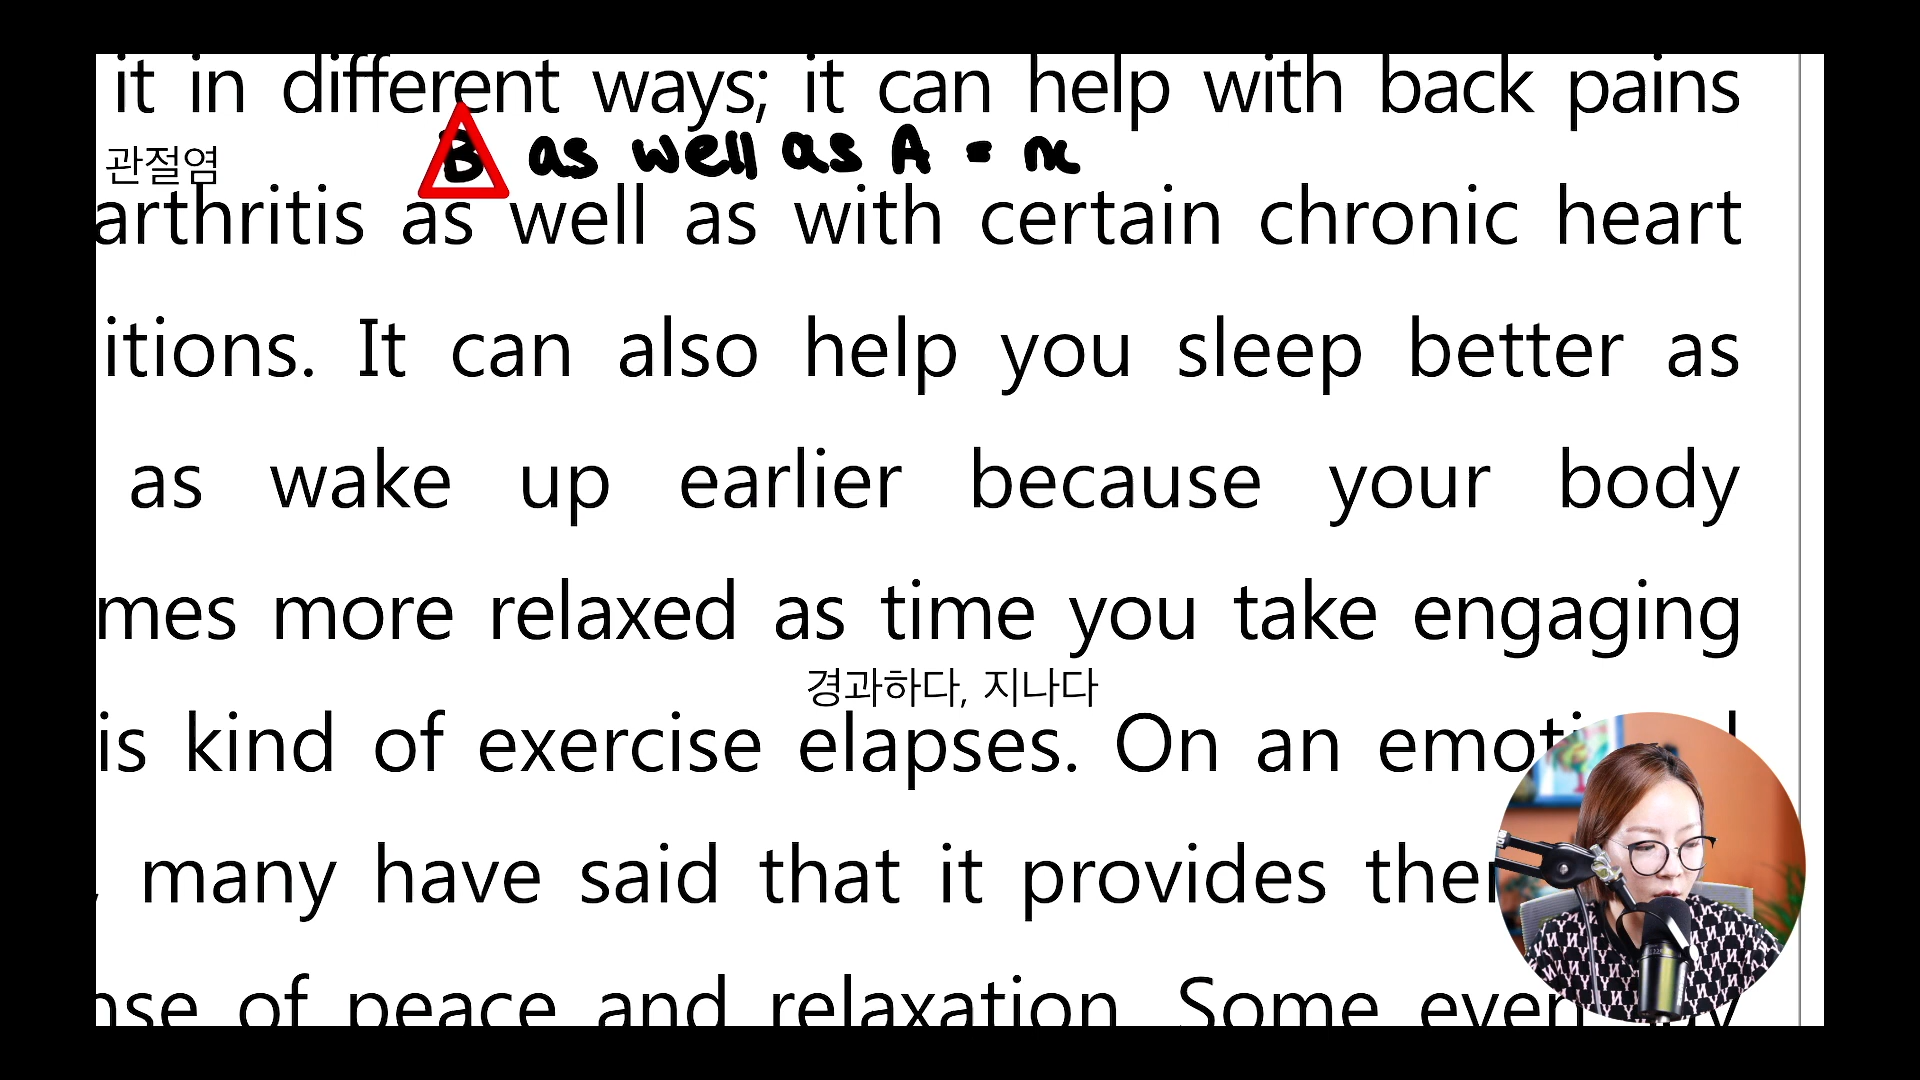 it in different ways; it can help with back pains
관절염 B as well as A = n
arthritis as well as with certain chronic heart
itions. It can also help you sleep better as
as wake up earlier because your body
mes more relaxed as time you take engaging
경과하다, 지나다
is kind of exercise elapses. On an
many have said that it provides
nse of peace and relaxation. Some even